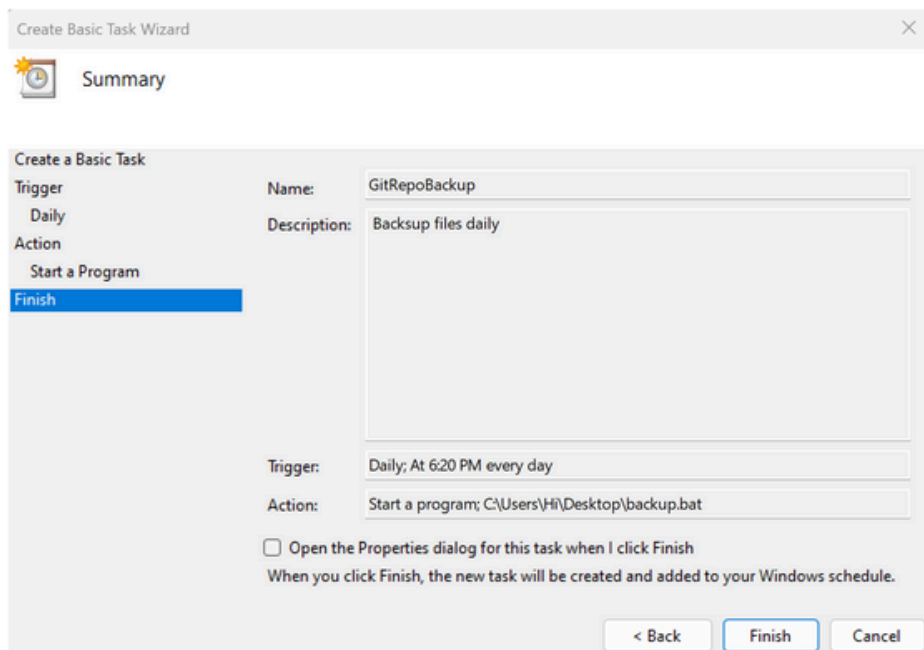 Create Basic Task Wizard
Summary
Create a Basic Task
Trigger
Daily
Action
Start a Program
Finish
Name:
GitRepoBackup
Description:
Backsup files daily
Trigger:
Daily; At 6:20 PM every day
Action:
Start a program; C:\Users\Hi\Desktop\backup.bat
Open the Properties dialog for this task when I click Finish
When you click Finish, the new task will be created and added to your Windows schedule.
< Back
Finish
Cancel